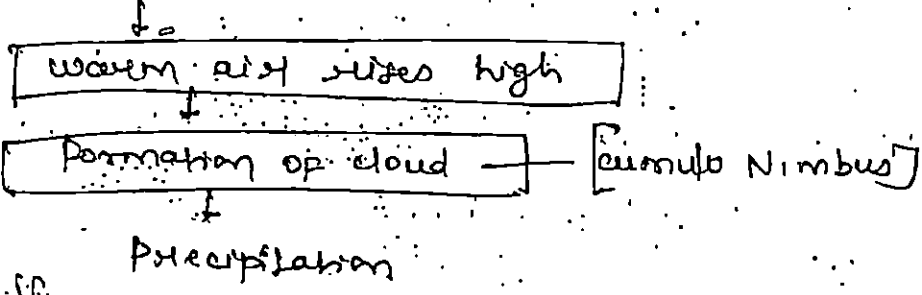 warm air rises high
Formation of cloud — [cumulo Nimbus]
Precipitation